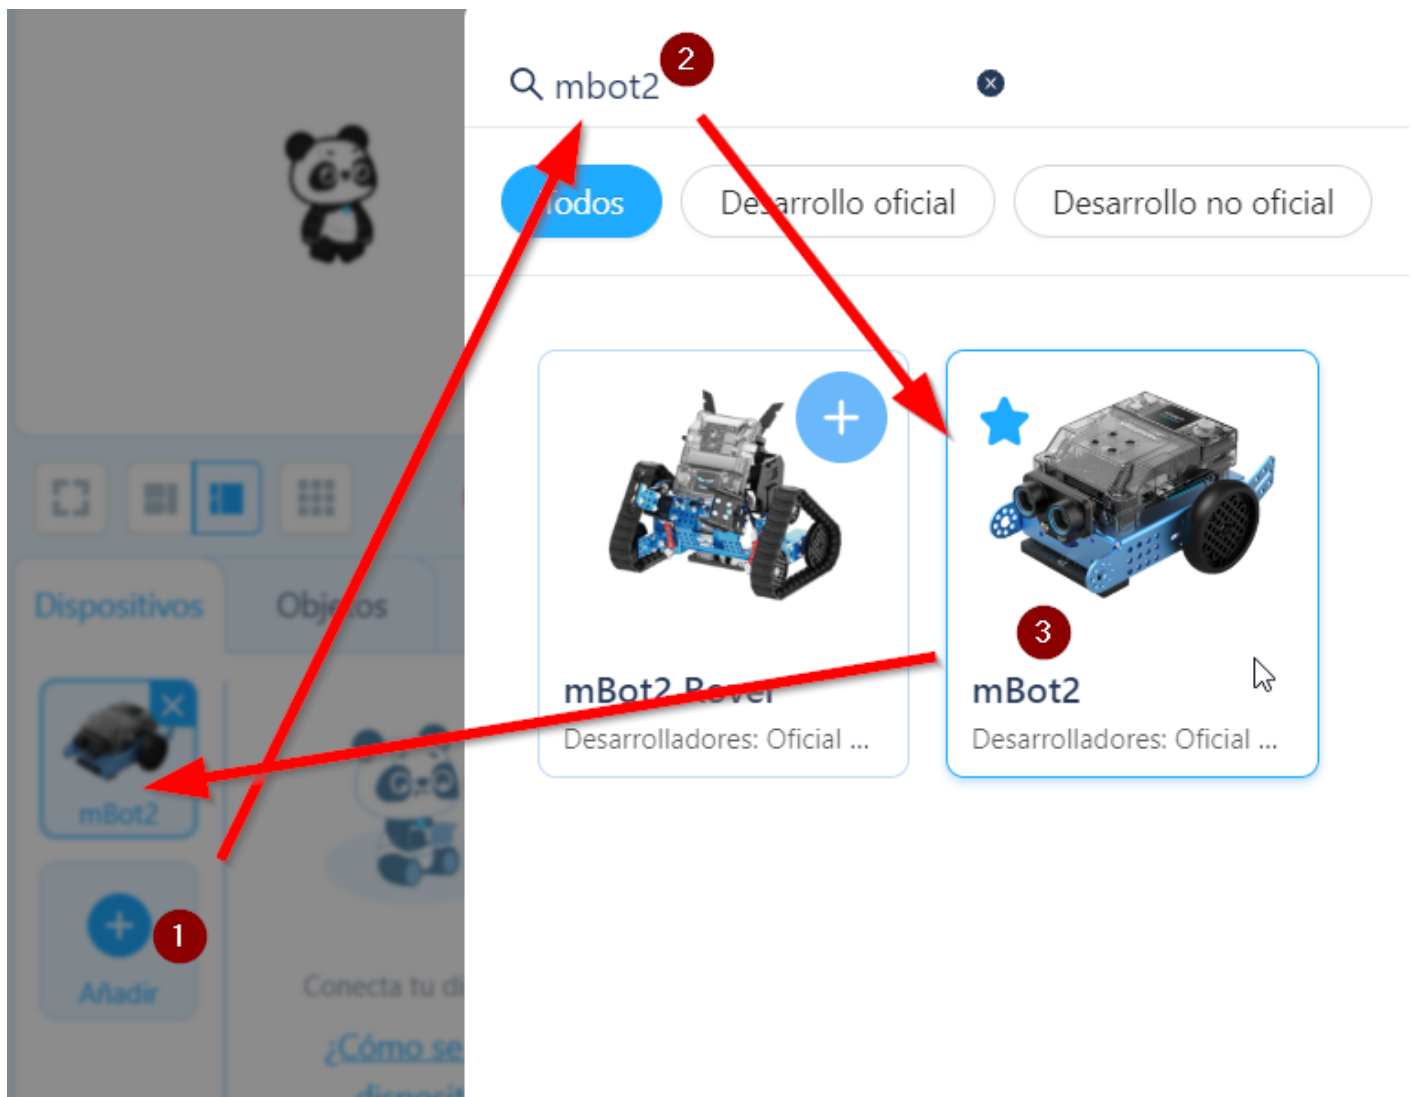 mbot2
2
Todos
Desarrollo oficial
Desarrollo no oficial
Dispositivos
Objetos
mBot2
1
Añadir
Conecta tu di
¿Cómo se
disposit
mBot2 Rover
Desarrolladores: Oficial ...
3
mBot2
Desarrolladores: Oficial ...